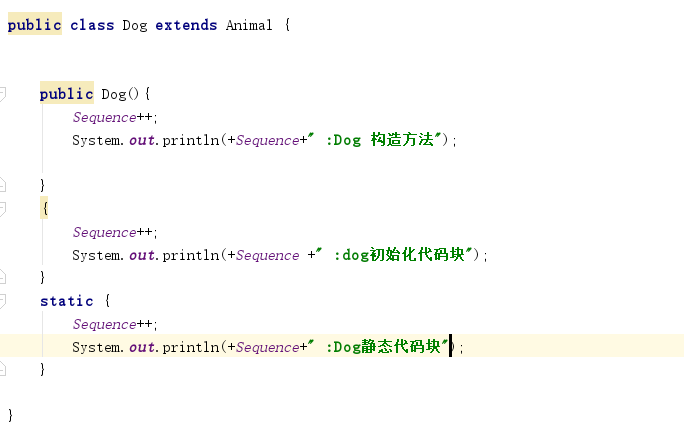 public class Dog extends Animal {
public Dog(){
Sequence++;
System.out.println(+Sequence+" :Dog 构造方法");
}
{
Sequence++;
System.out.println(+Sequence +" :dog初始化代码块");
}
static {
Sequence++;
System.out.println(+Sequence+" :Dog静态代码块");
}
}